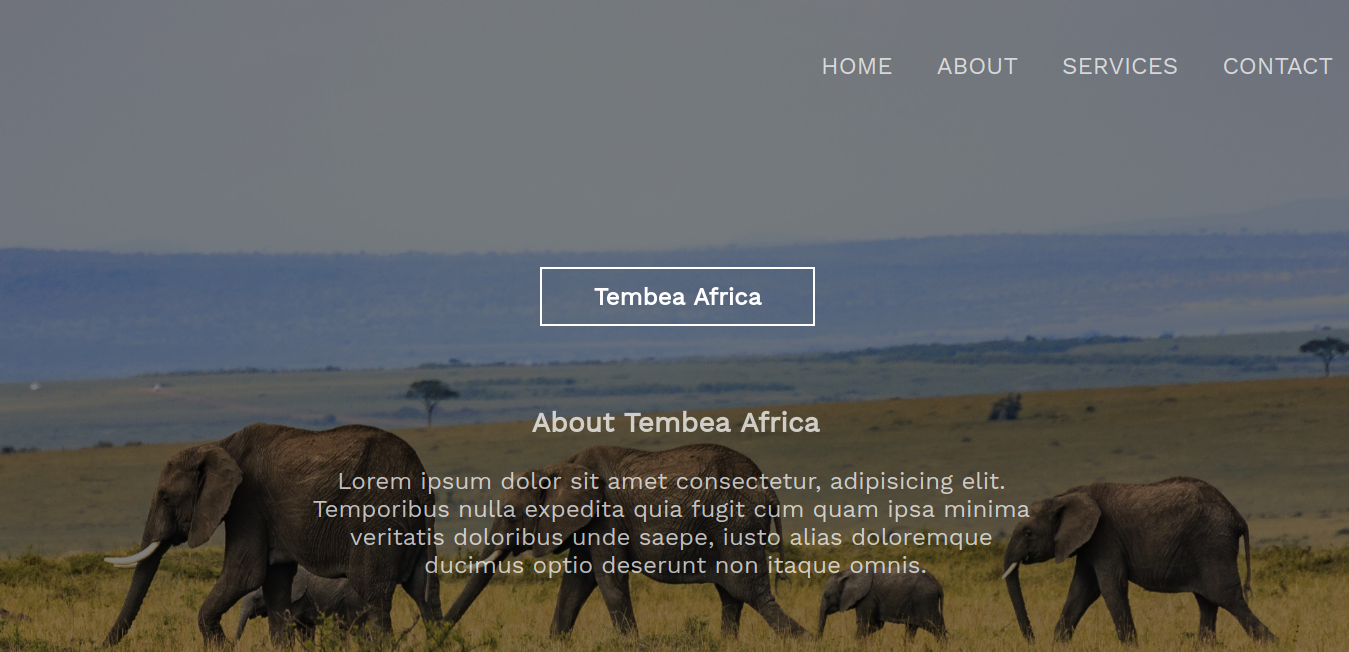 HOME ABOUT SERVICES CONTACT
Tembea Africa
About Tembea Africa
Lorem ipsum dolor sit amet consectetur, adipisicing elit.
Temporibus nulla expedita quia fugit cum quam ipsa minima
veritatis doloribus unde saepe, iusto alias doloremque
ducimus optio deserunt non itaque omnis.